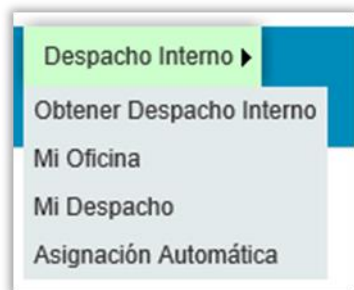 Despacho Interno
Obtener Despacho Interno
Mi Oficina
Mi Despacho
Asignación Automática